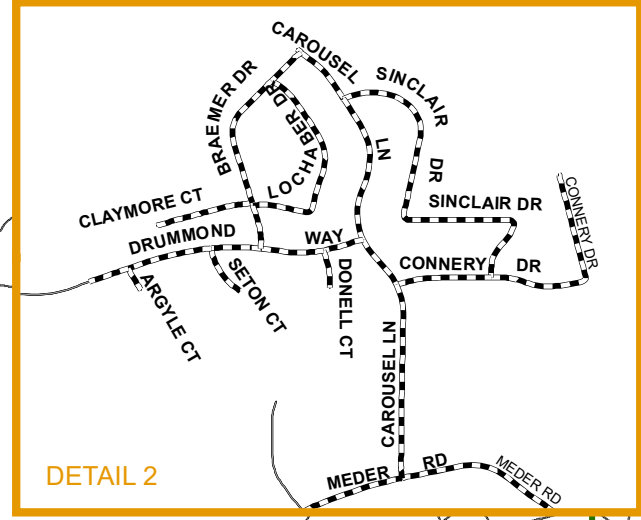 CAROUSEL
LN
SINCLAIR
DR
BRAEMER DR
LOCHABER DR
CLAYMORE CT
SINCLAIR DR
CONNERY DR
DRUMMOND
WAY
CONNERY
DR
ARGYLE CT
SETON CT
DONELL CT
CAROUSEL LN
DETAIL 2
MEDER
RD
MEDER RD